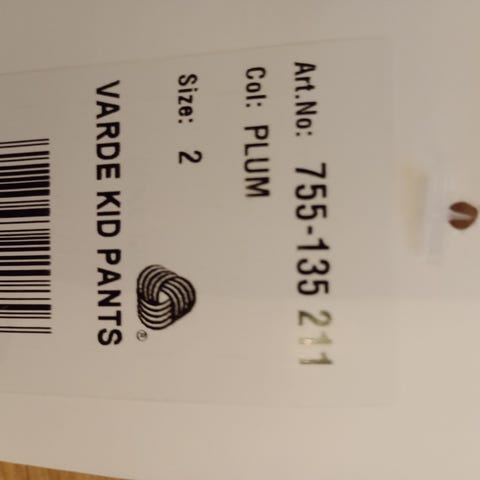 Art.No: 755-135 211
Col: PLUM
Size: 2
VARDE KID PANTS
®